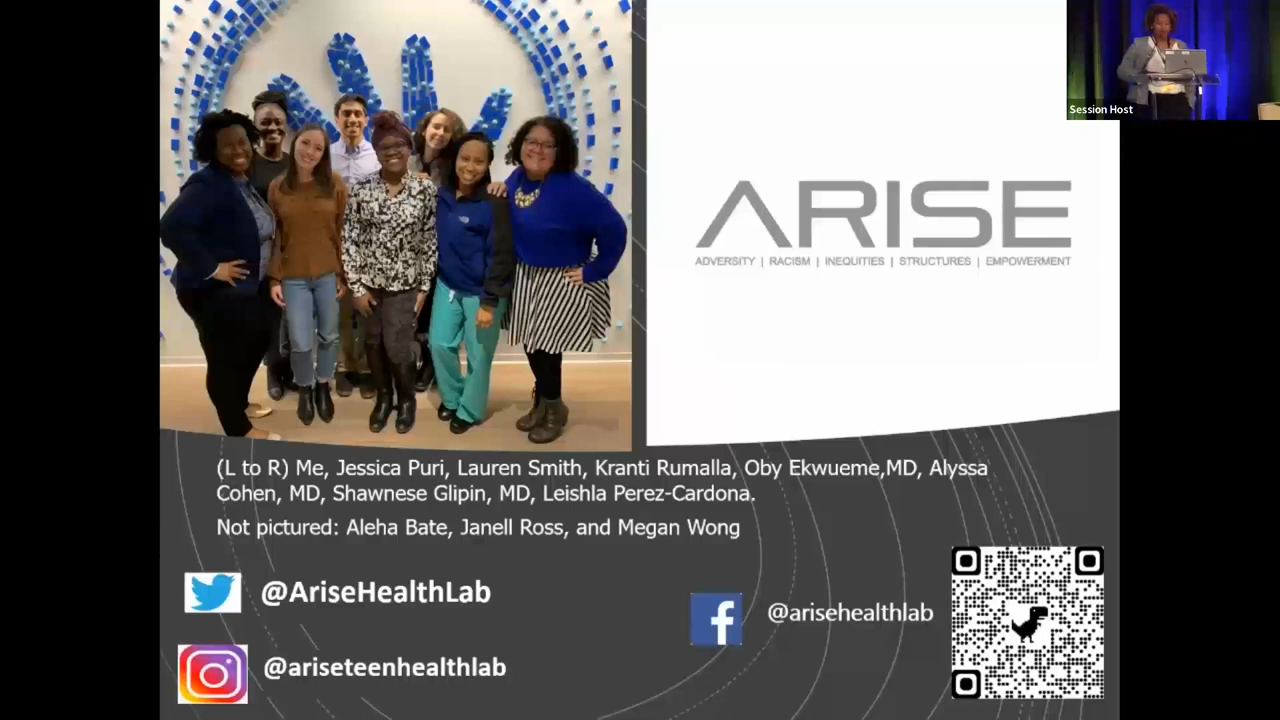 Session Host
ARISE
ADVERSITY | RACISM | INEQUITIES | STRUCTURES | EMPOWERMENT
(L to R) Me, Jessica Puri, Lauren Smith, Kranti Rumalla, Oby Ekwueme,MD, Alyssa
Cohen, MD, Shawnese Glipin, MD, Leishla Perez-Cardona.
Not pictured: Aleha Bate, Janell Ross, and Megan Wong
@AriseHealthLab
@arisehealthlab
@ariseteenhealthlab